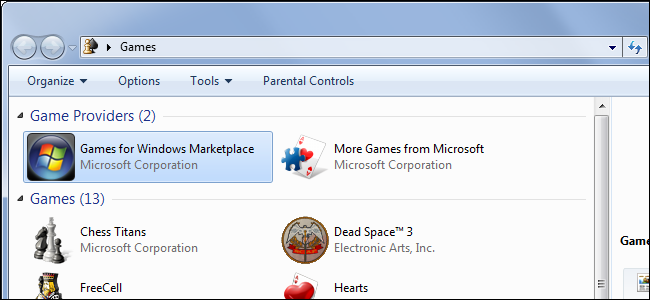 Games
Organize Options Tools Parental Controls
Game Providers (2)
Games for Windows Marketplace
Microsoft Corporation
More Games from Microsoft
Microsoft Corporation
Games (13)
Chess Titans
Microsoft Corporation
Dead Space™ 3
Electronic Arts, Inc.
FreeCell
Hearts